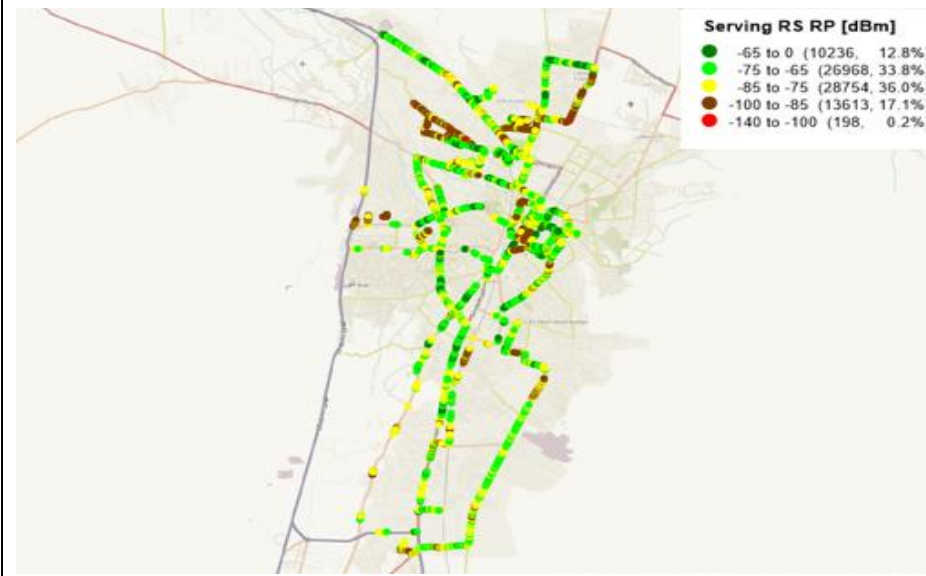 Serving RS RP [dBm]
-65 to 0 (10236, 12.8%
-75 to -65 (26968, 33.8%
-85 to -75 (28754, 36.0%
-100 to -85 (13613, 17.1%
-140 to -100 (198, 0.2%